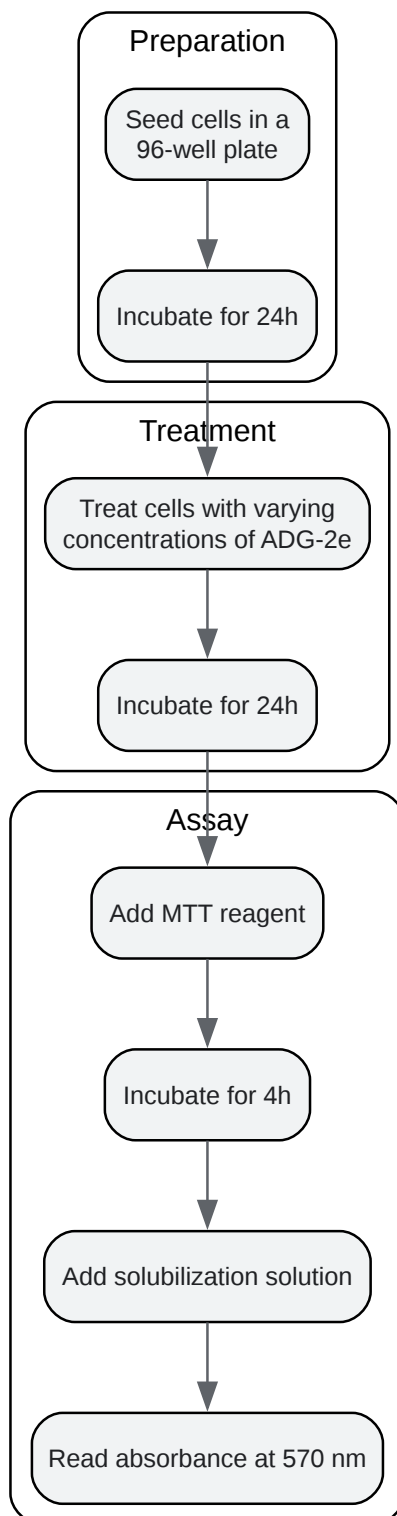 Preparation
Seed cells in a
96-well plate
Incubate for 24h
Treatment
Treat cells with varying
concentrations of ADG-2e
Incubate for 24h
Assay
Add MTT reagent
Incubate for 4h
Add solubilization solution
Read absorbance at 570 nm